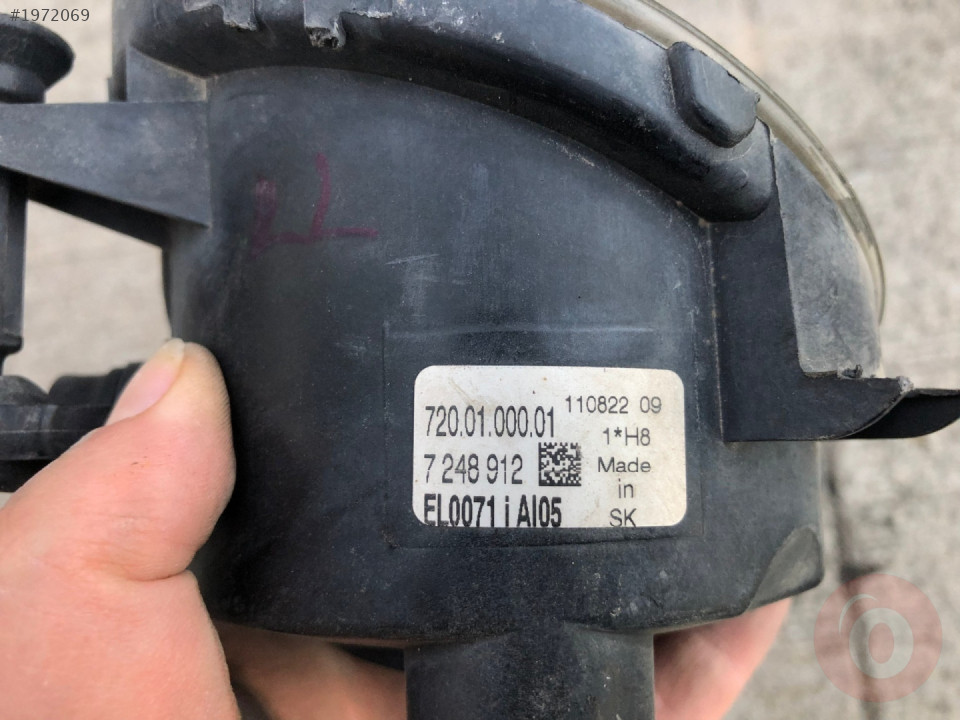 #1972069
720.01.000.01
110822 09
1*H8
7 248 912
Made
in
SK
EL0071 i AI05